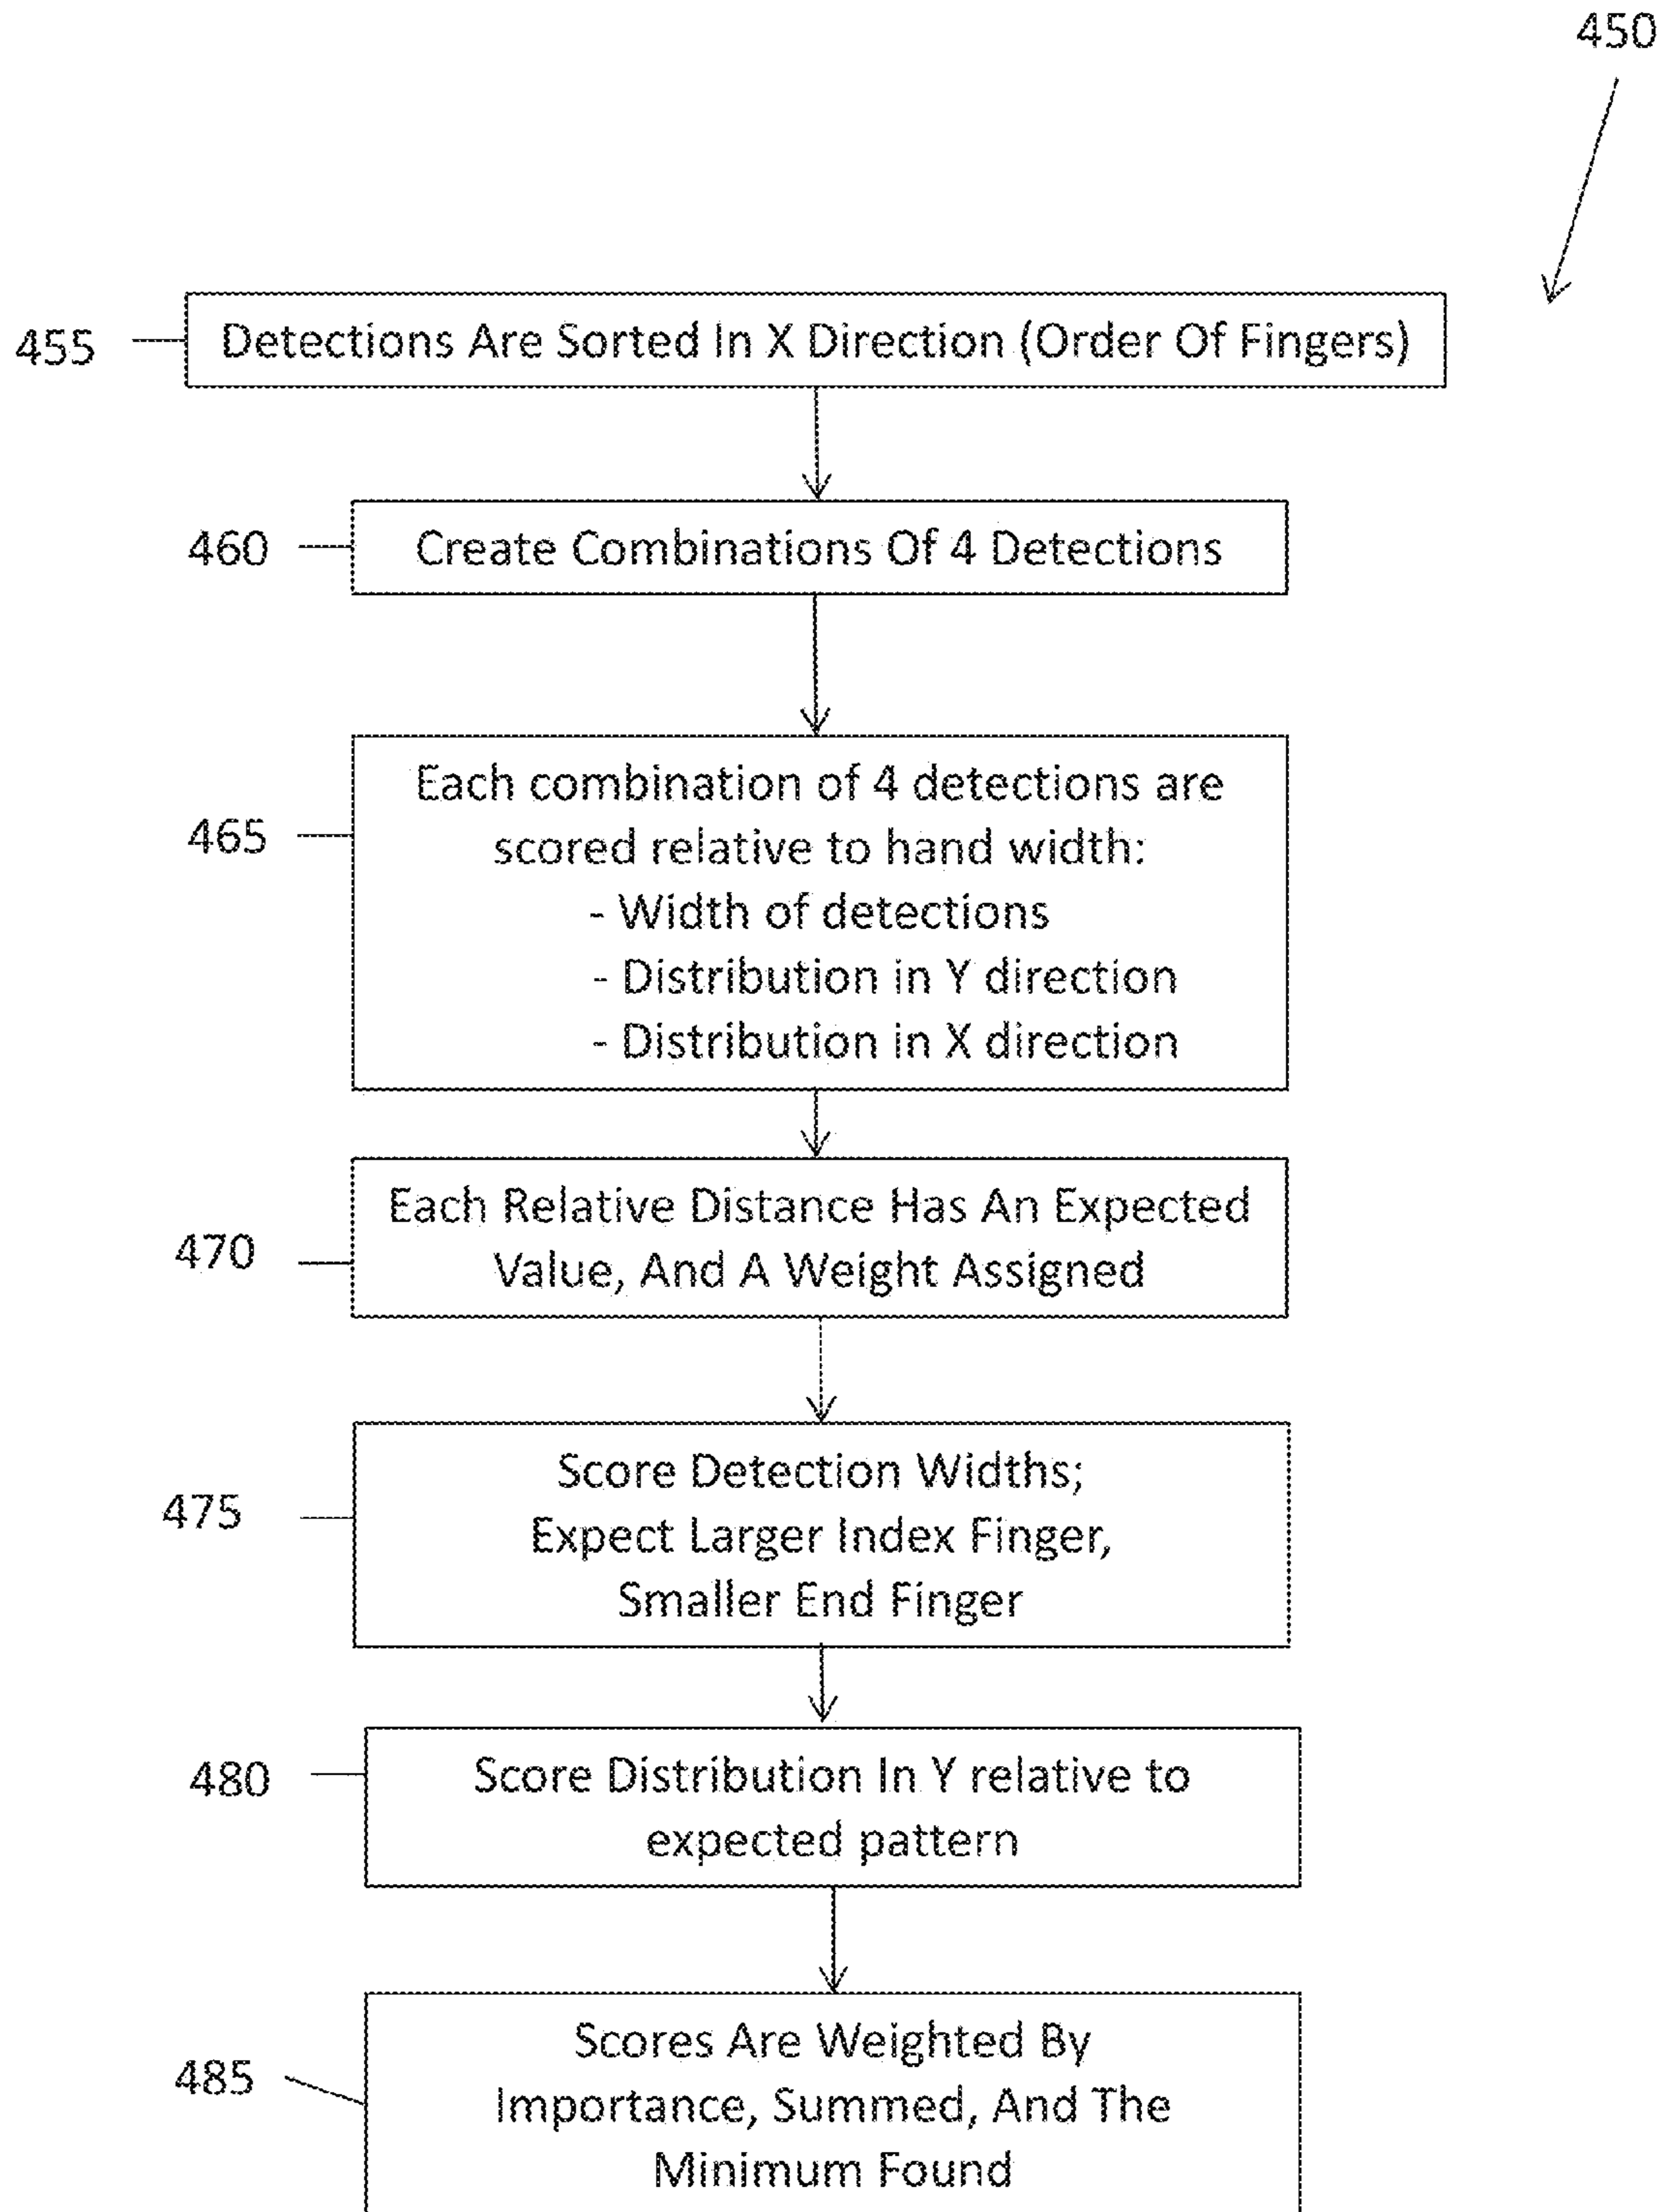 450
455
Detections Are Sorted In X Direction (Order Of Fingers)
460
Create Combinations Of 4 Detections
465
Each combination of 4 detections are
scored relative to hand width:
- Width of detections
- Distribution in Y direction
- Distribution in X direction
470
Each Relative Distance Has An Expected
Value, And A Weight Assigned
475
Score Detection Widths;
Expect Larger Index Finger,
Smaller End Finger
480
Score Distribution In Y relative to
expected pattern
485
Scores Are Weighted By
Importance, Summed, And The
Minimum Found